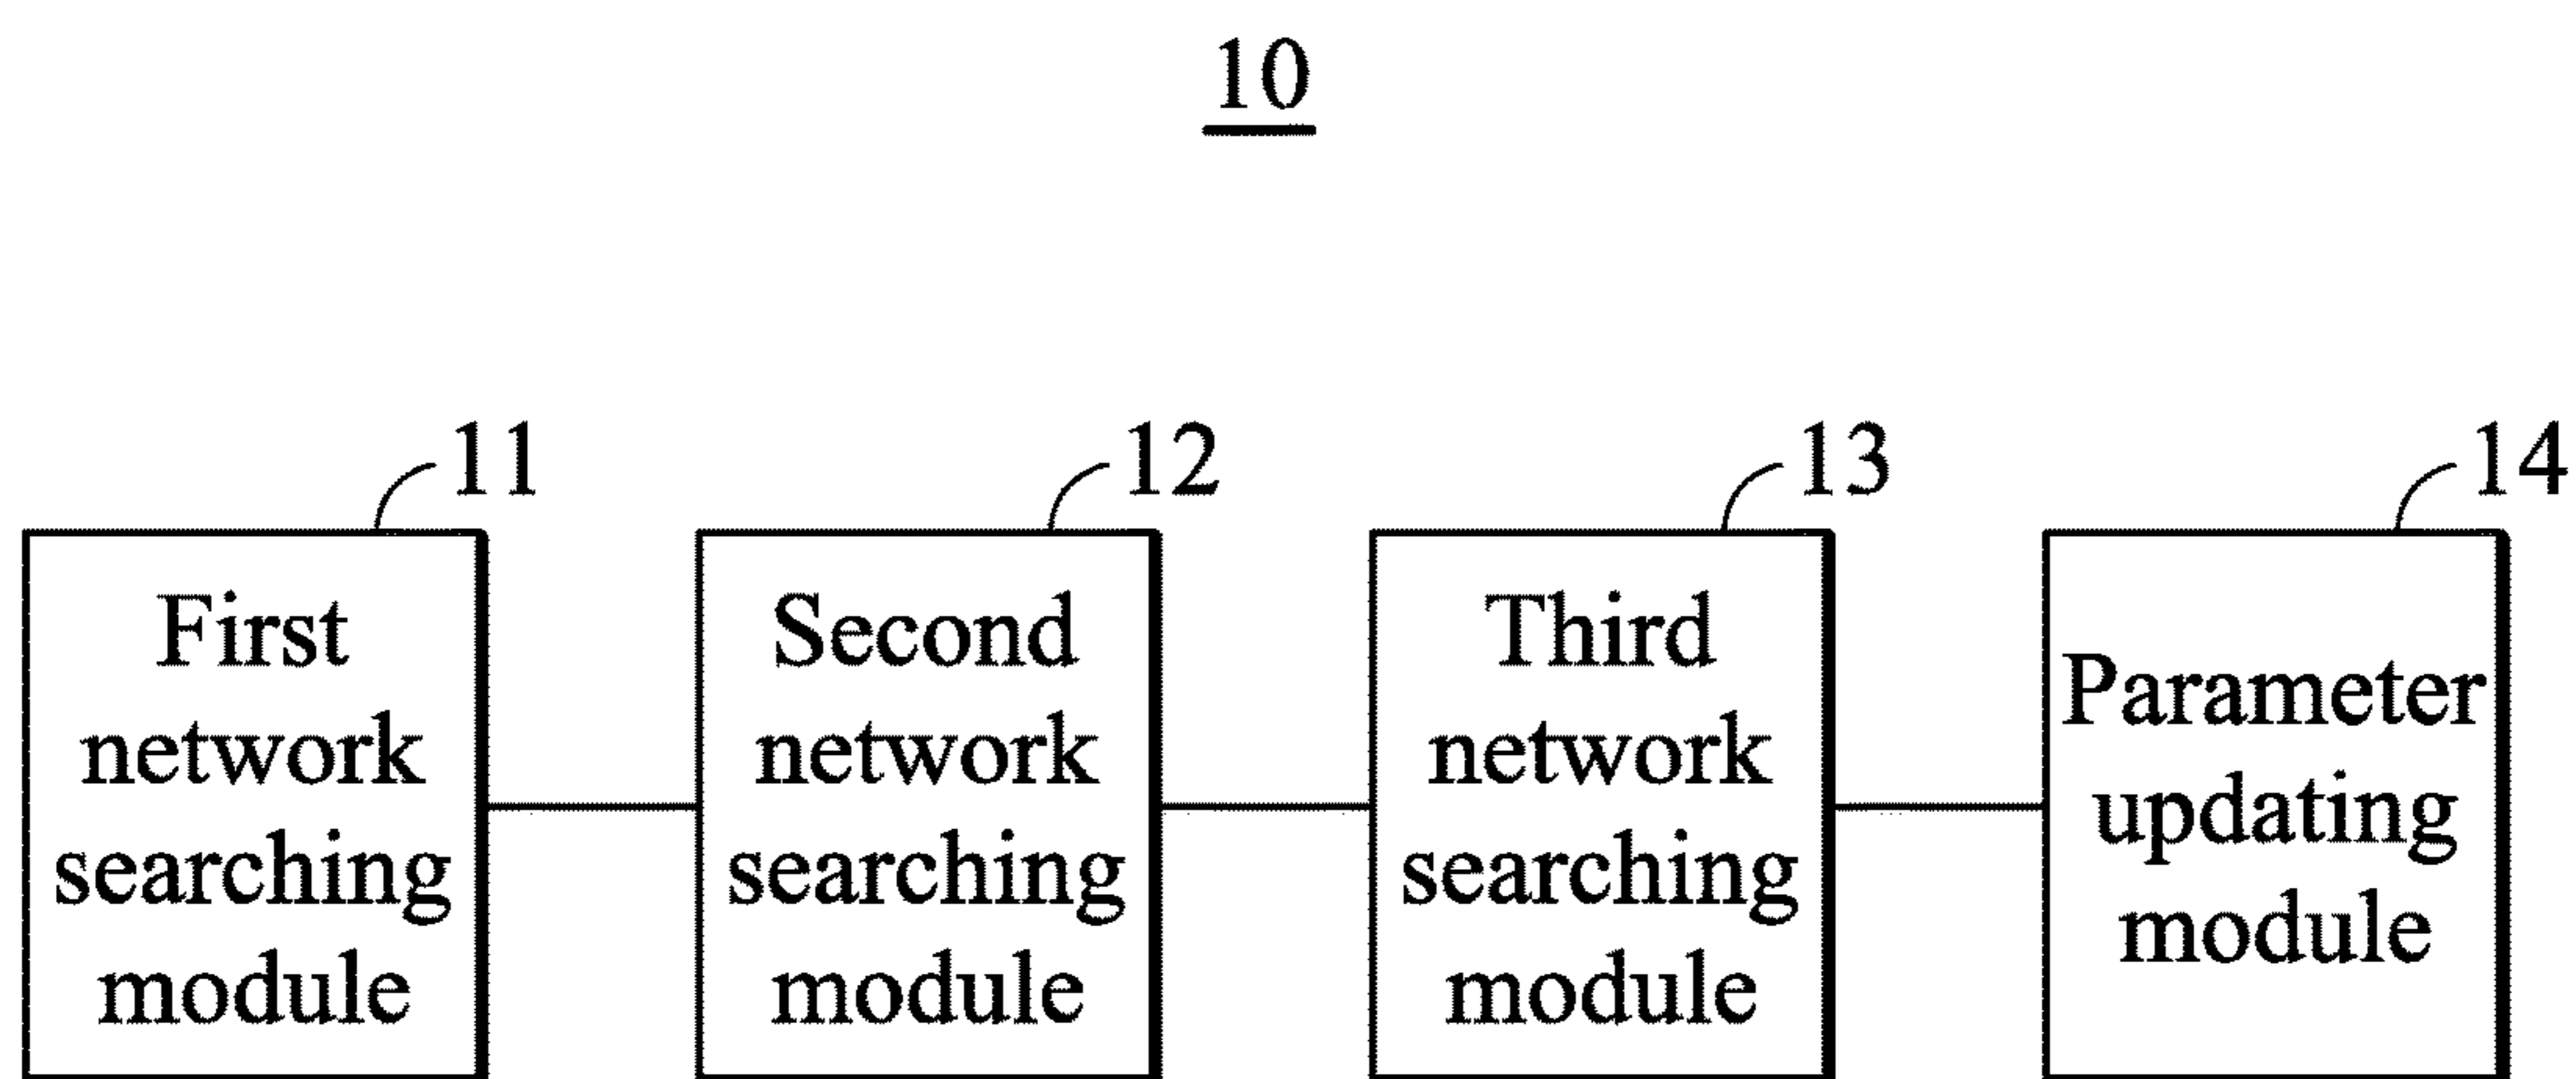 10
11
First
network
searching
module
12
Second
network
searching
module
13
Third
network
searching
module
14
Parameter
updating
module